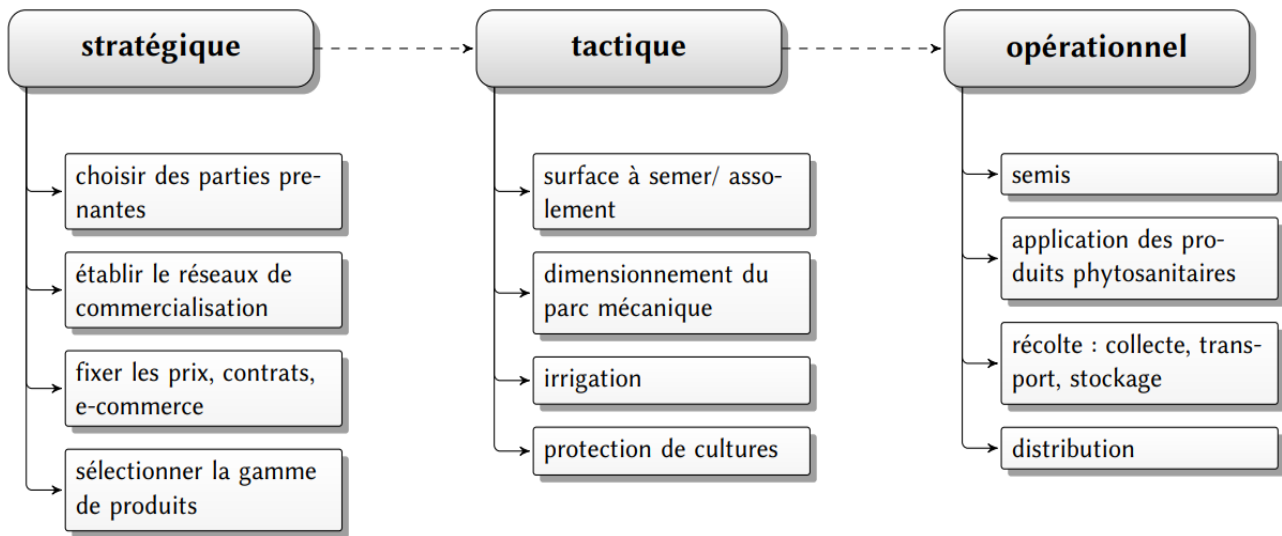 stratégique
choisir des parties pre-
nantes
établir le réseaux de
commercialisation
fixer les prix, contrats,
e-commerce
sélectionner la gamme
de produits
tactique
surface à semer/ asso-
lement
dimensionnement du
parc mécanique
irrigation
protection de cultures
opérationnel
semis
application des pro-
duits phytosanitaires
récolte : collecte, trans-
port, stockage
distribution